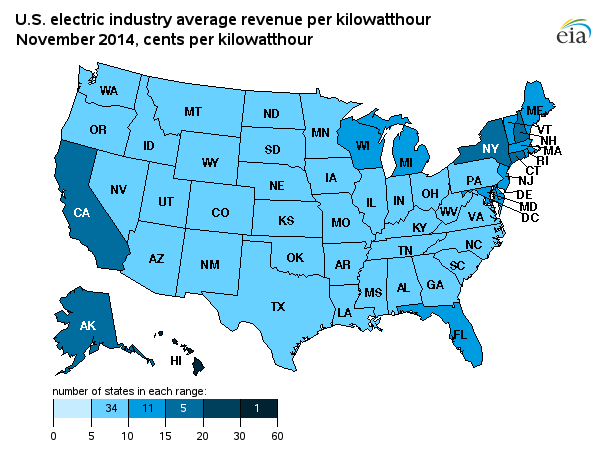 U.S. electric industry average revenue per kilowatthour
November 2014, cents per kilowatthour
eia
WA
MT
ND
MN
ME
OR
ID
WY
SD
WI
MI
NY
VT
NH
MA
RI
CT
NJ
DE
MD
DC
NV
UT
CO
NE
IA
IL
IN
OH
PA
CA
KS
MO
WV
VA
KY
AZ
NM
OK
AR
TN
NC
SC
TX
LA
MS
AL
GA
FL
AK
HI
number of states in each range:
34 11 5 1
0 5 10 15 20 30 60